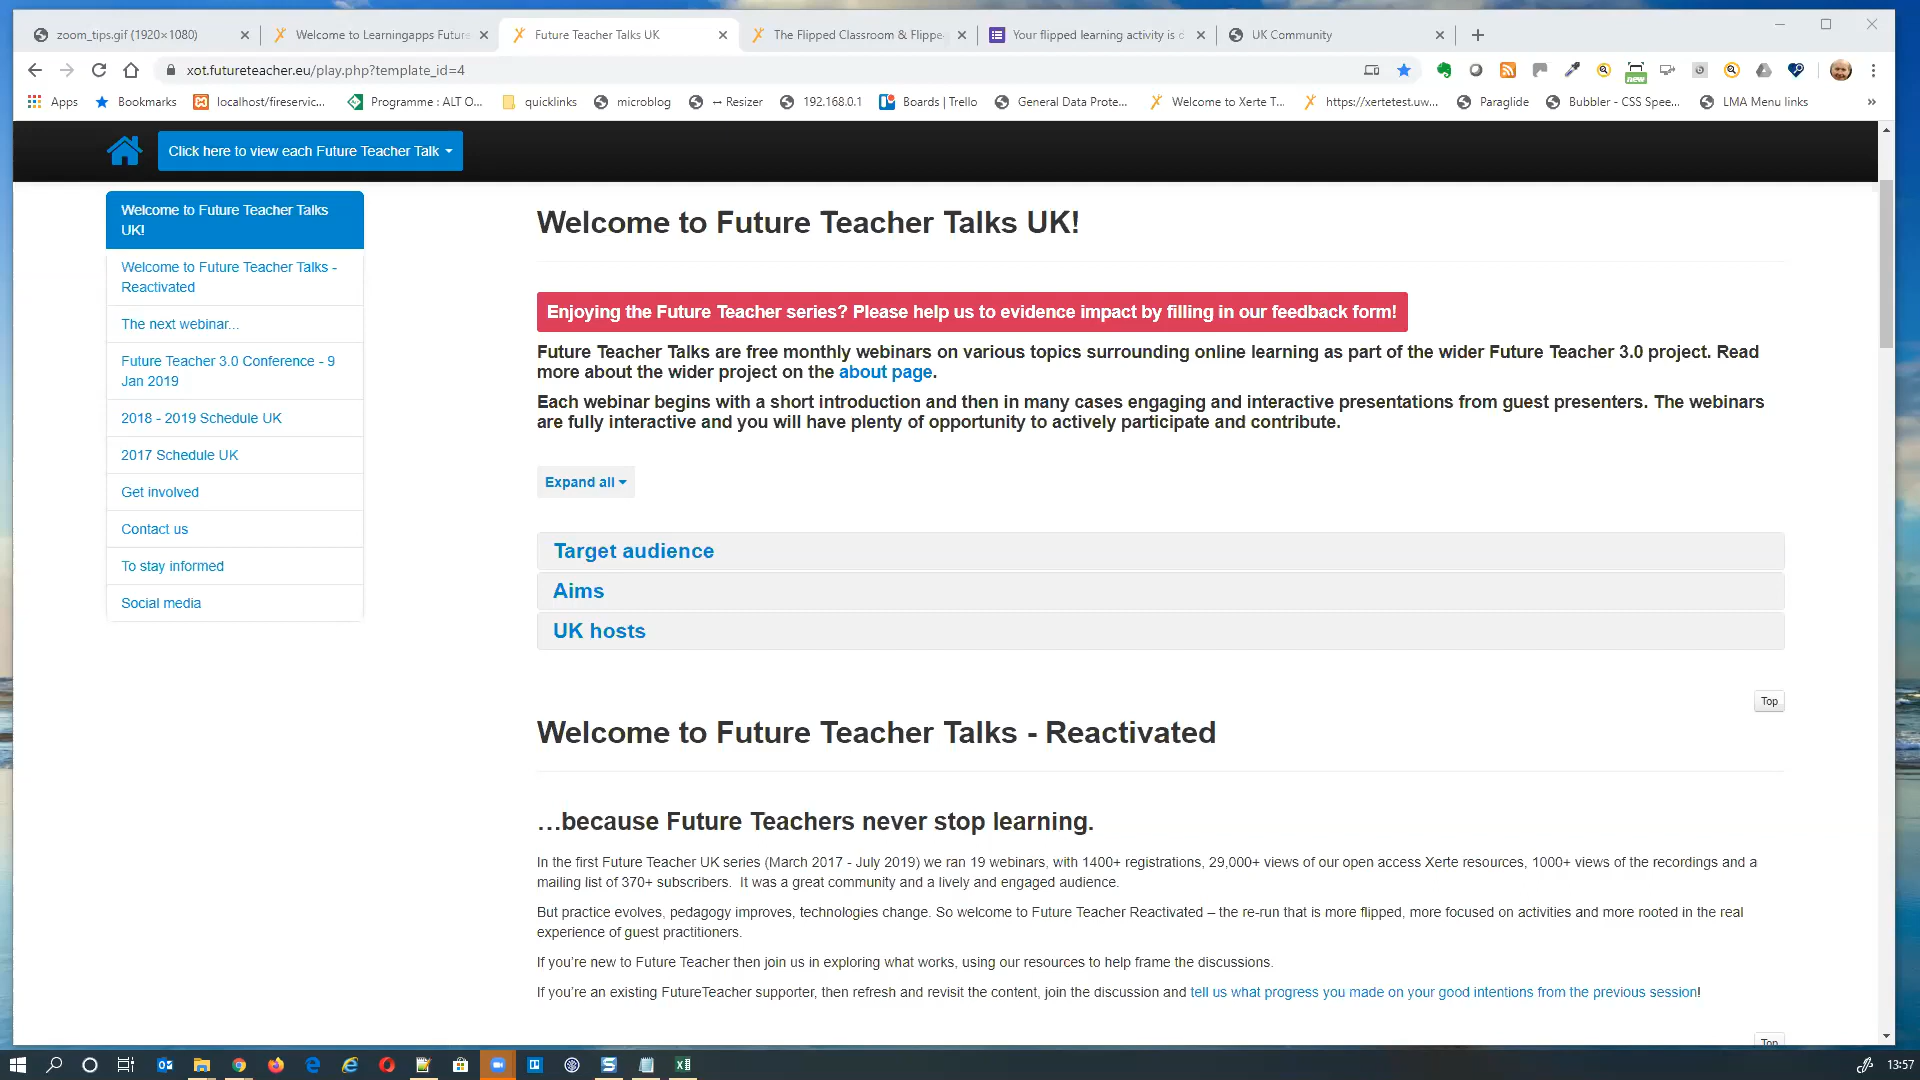 zoom_tips.gif (1920×1080)
Welcome to Learningapps Future
Future Teacher Talks UK
The Flipped Classroom & Flippe
Your flipped learning activity is
UK Community
xot.futureteacher.eu/play.php?template_id=4
new
Apps
Bookmarks
localhost/fireservic...
Programme : ALT O...
quicklinks
microblog
↔ Resizer
192.168.0.1
Boards | Trello
General Data Prote...
Welcome to Xerte T...
https://xertetest.uw...
Paraglide
Bubbler - CSS Spee...
LMA Menu links
»
Click here to view each Future Teacher Talk
Welcome to Future Teacher Talks
UK!
Welcome to Future Teacher Talks -
Reactivated
The next webinar...
Future Teacher 3.0 Conference - 9
Jan 2019
2018 - 2019 Schedule UK
2017 Schedule UK
Get involved
Contact us
To stay informed
Social media
Welcome to Future Teacher Talks UK!
Enjoying the Future Teacher series? Please help us to evidence impact by filling in our feedback form!
Future Teacher Talks are free monthly webinars on various topics surrounding online learning as part of the wider Future Teacher 3.0 project. Read
more about the wider project on the about page.
Each webinar begins with a short introduction and then in many cases engaging and interactive presentations from guest presenters. The webinars
are fully interactive and you will have plenty of opportunity to actively participate and contribute.
Expand all
Target audience
Aims
UK hosts
Top
Welcome to Future Teacher Talks - Reactivated
…because Future Teachers never stop learning.
In the first Future Teacher UK series (March 2017 - July 2019) we ran 19 webinars, with 1400+ registrations, 29,000+ views of our open access Xerte resources, 1000+ views of the recordings and a
mailing list of 370+ subscribers. It was a great community and a lively and engaged audience.
But practice evolves, pedagogy improves, technologies change. So welcome to Future Teacher Reactivated – the re-run that is more flipped, more focused on activities and more rooted in the real
experience of guest practitioners.
If you're new to Future Teacher then join us in exploring what works, using our resources to help frame the discussions.
If you're an existing FutureTeacher supporter, then refresh and revisit the content, join the discussion and tell us what progress you made on your good intentions from the previous session!
Top
13:57